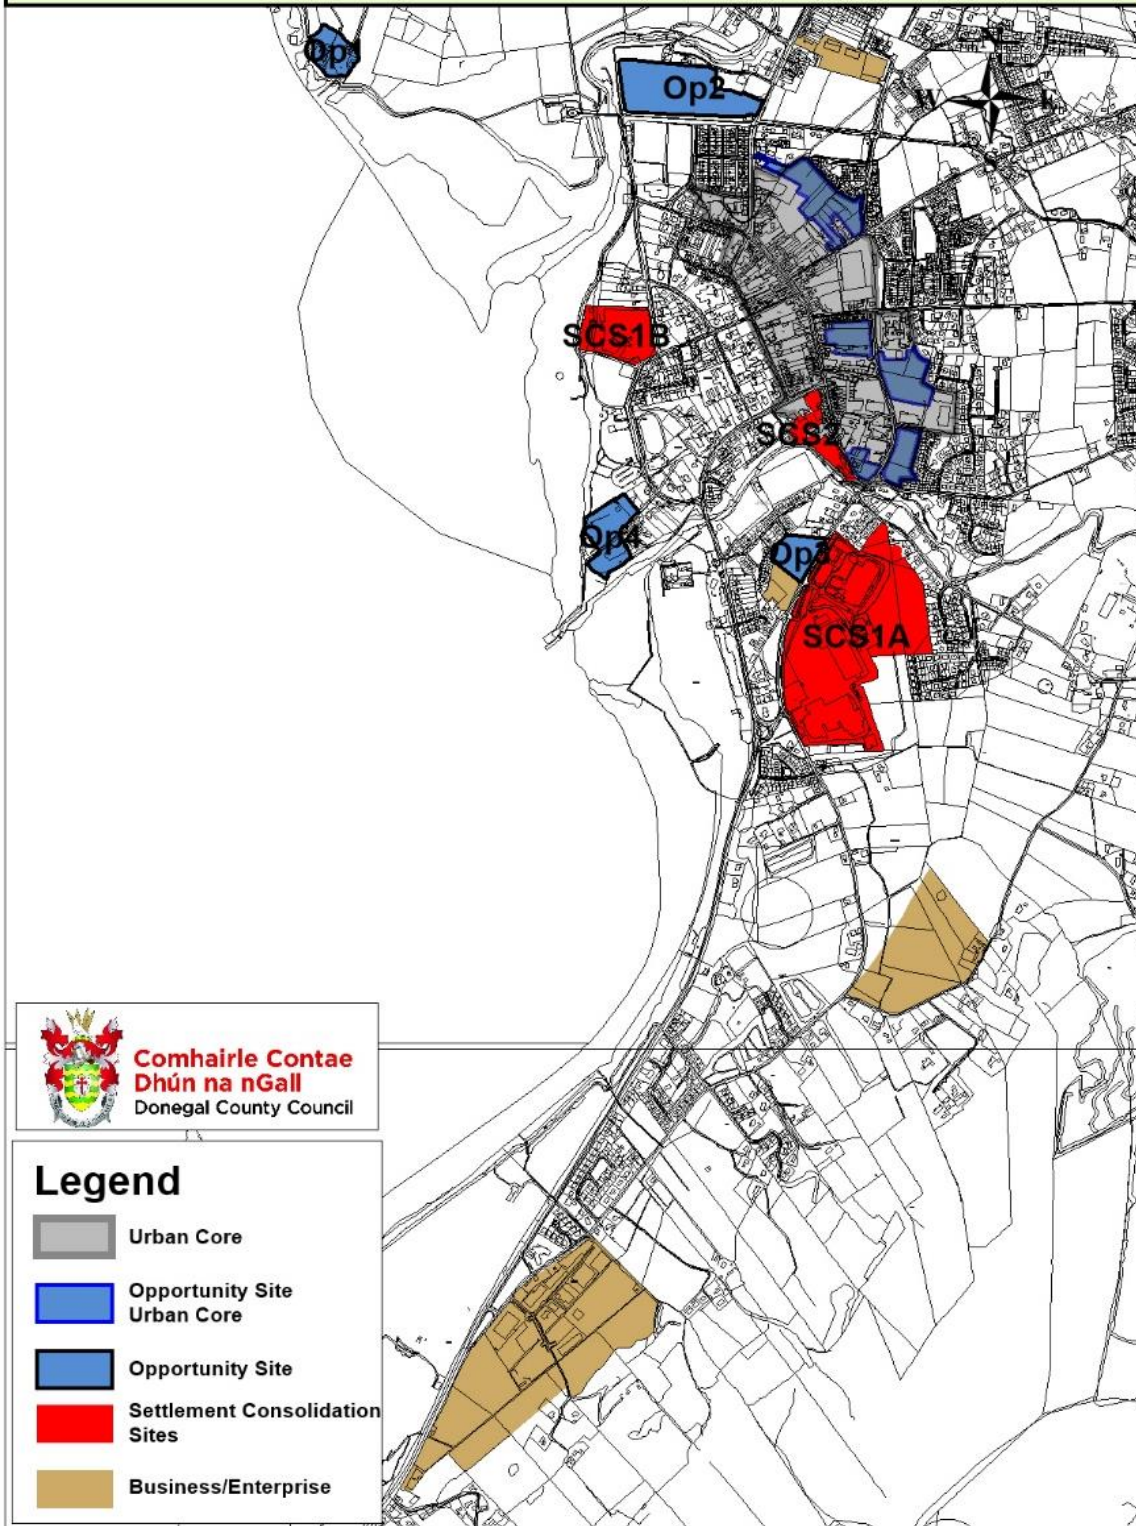 Op1
Op2
N
W
E
S
SCS1B
SCS2
Op4
Op3
SCS1A
Comhairle Contae
Dhún na nGall
Donegal County Council
Legend
Urban Core
Opportunity Site
Urban Core
Opportunity Site
Settlement Consolidation
Sites
Business/Enterprise